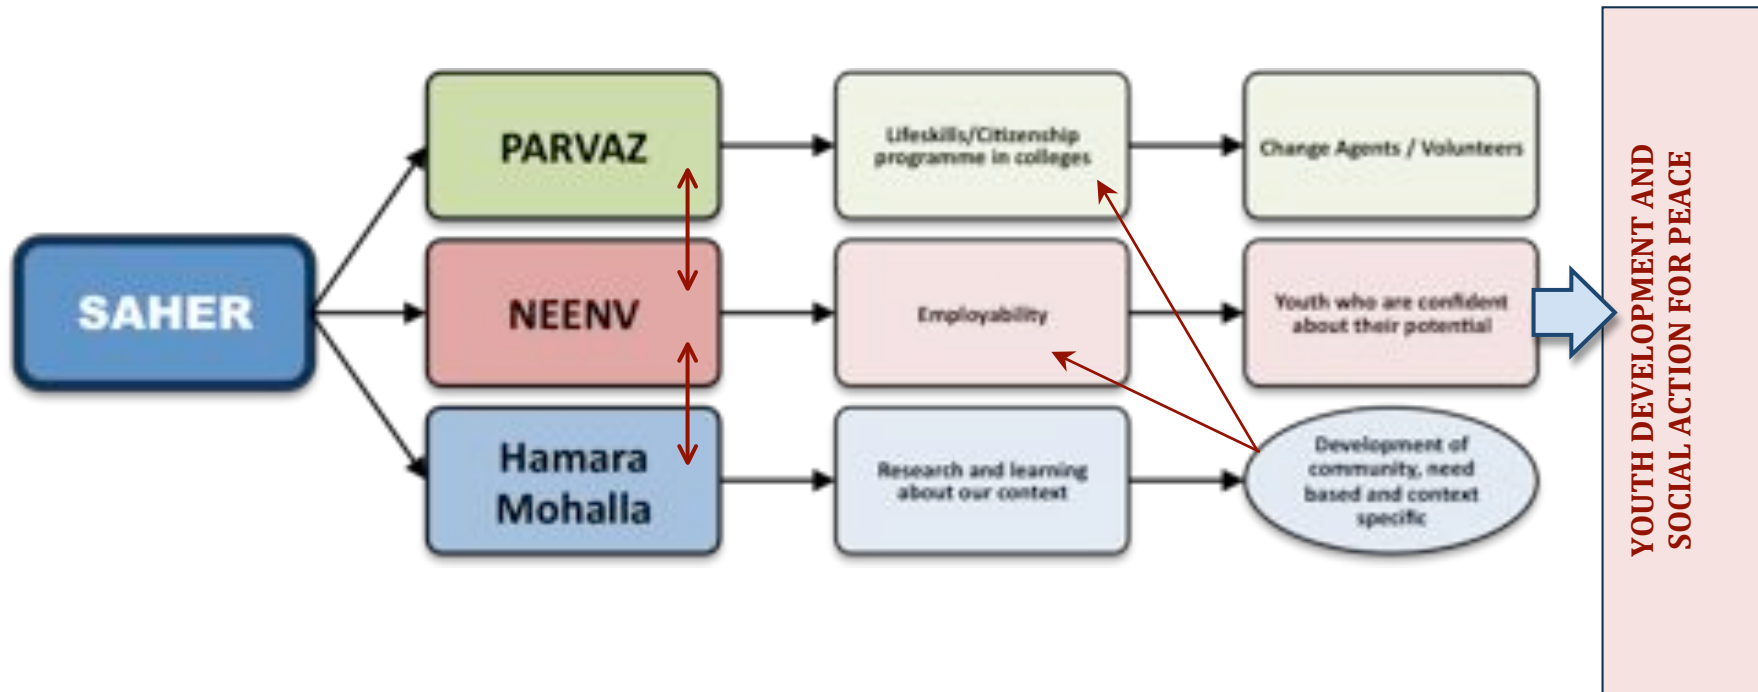 SAHER
PARVAZ
Lifeskills/Citizenship
programme in colleges
Change Agents / Volunteers
NEENV
Employability
Youth who are confident
about their potential
Hamara
Mohalla
Research and learning
about our context
Development of
community, need
based and context
specific
YOUTH DEVELOPMENT AND
SOCIAL ACTION FOR PEACE